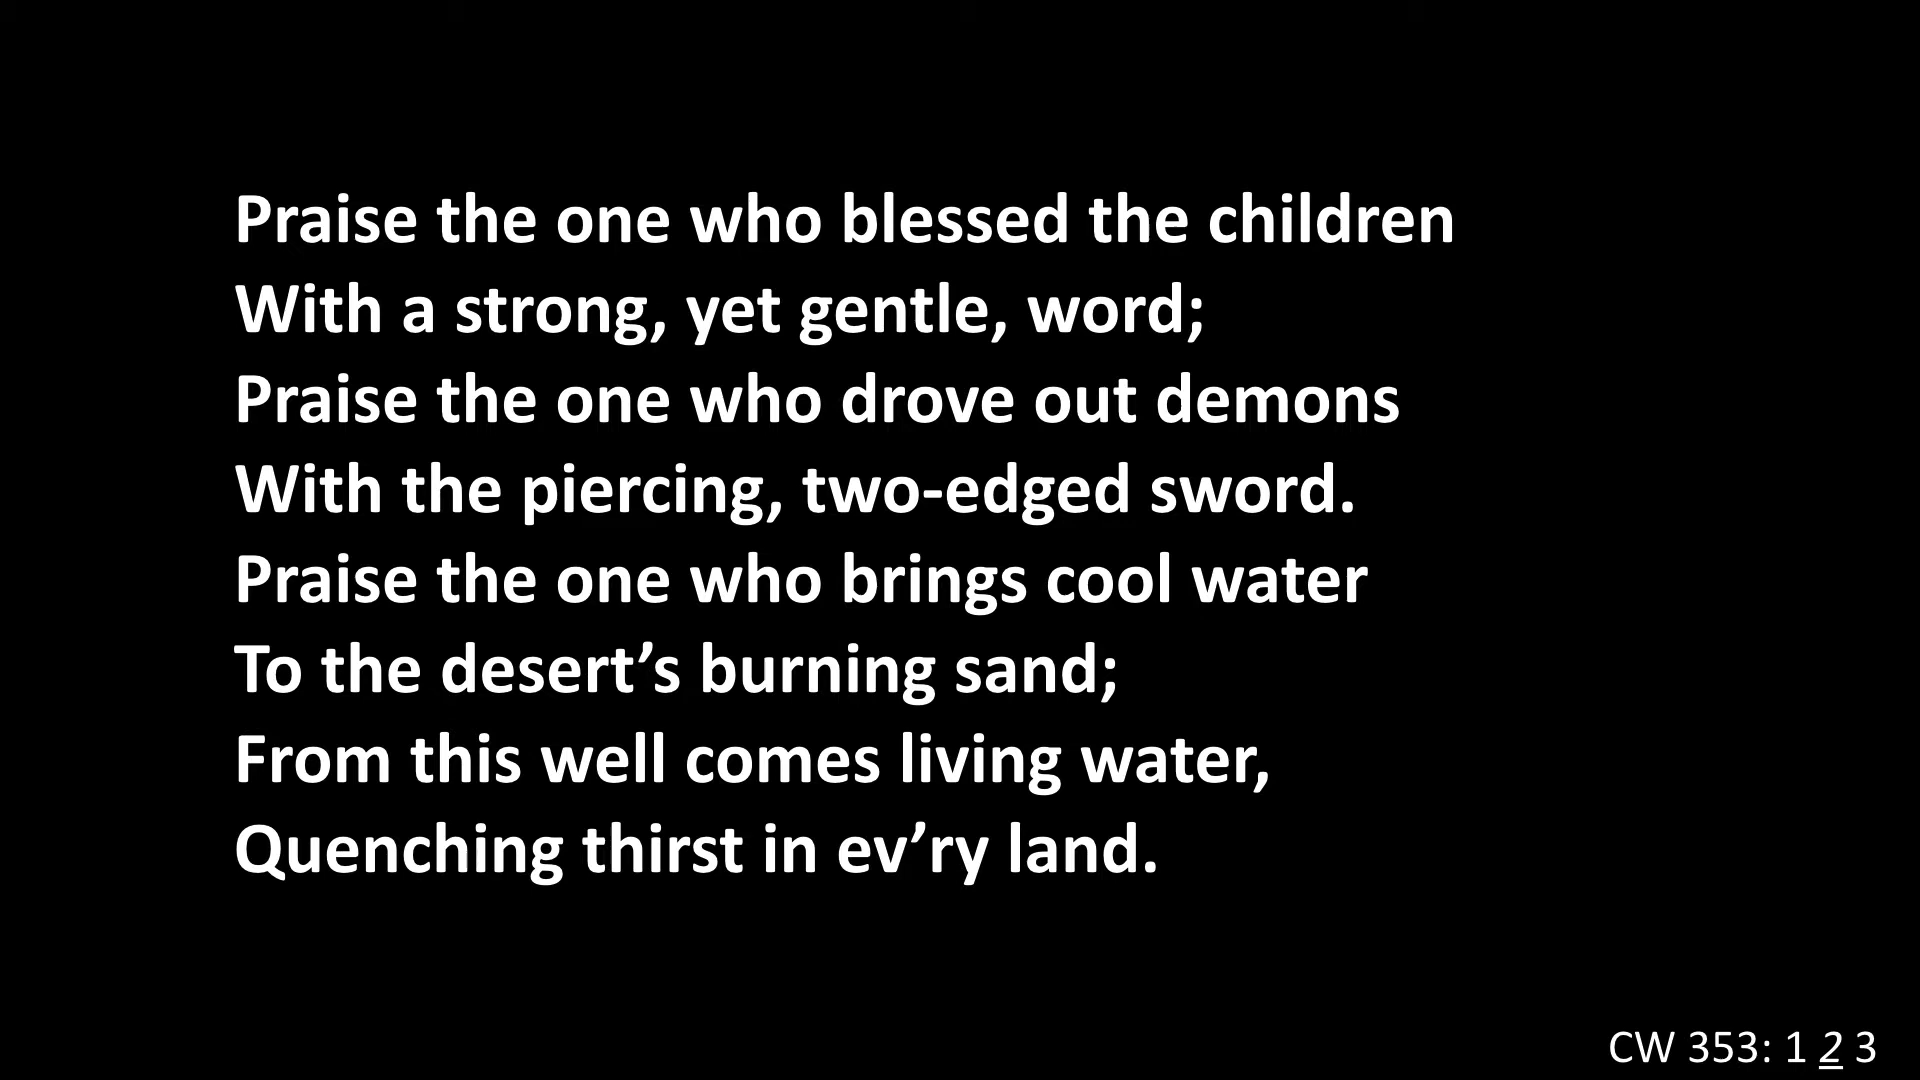 Praise the one who blessed the children
With a strong, yet gentle, word;
Praise the one who drove out demons
With the piercing, two-edged sword.
Praise the one who brings cool water
To the desert’s burning sand;
From this well comes living water,
Quenching thirst in ev’ry land.
CW 353: 1 2 3